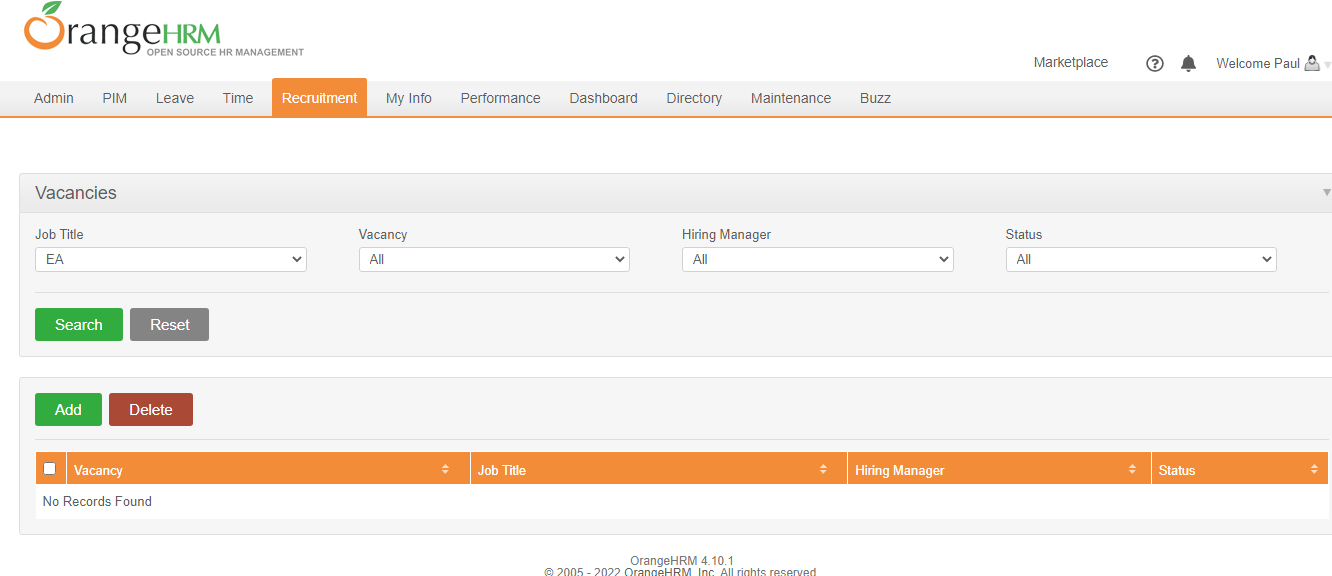 OrangeHRM
OPEN SOURCE HR MANAGEMENT
Marketplace ? Welcome Paul
Admin PIM Leave Time Recruitment My Info Performance Dashboard Directory Maintenance Buzz
Vacancies
Job Title Vacancy Hiring Manager Status
EA All All All
Search Reset
Add Delete
Vacancy Job Title Hiring Manager Status
No Records Found
OrangeHRM 4.10.1
© 2005 - 2022 OrangeHRM, Inc. All rights reserved